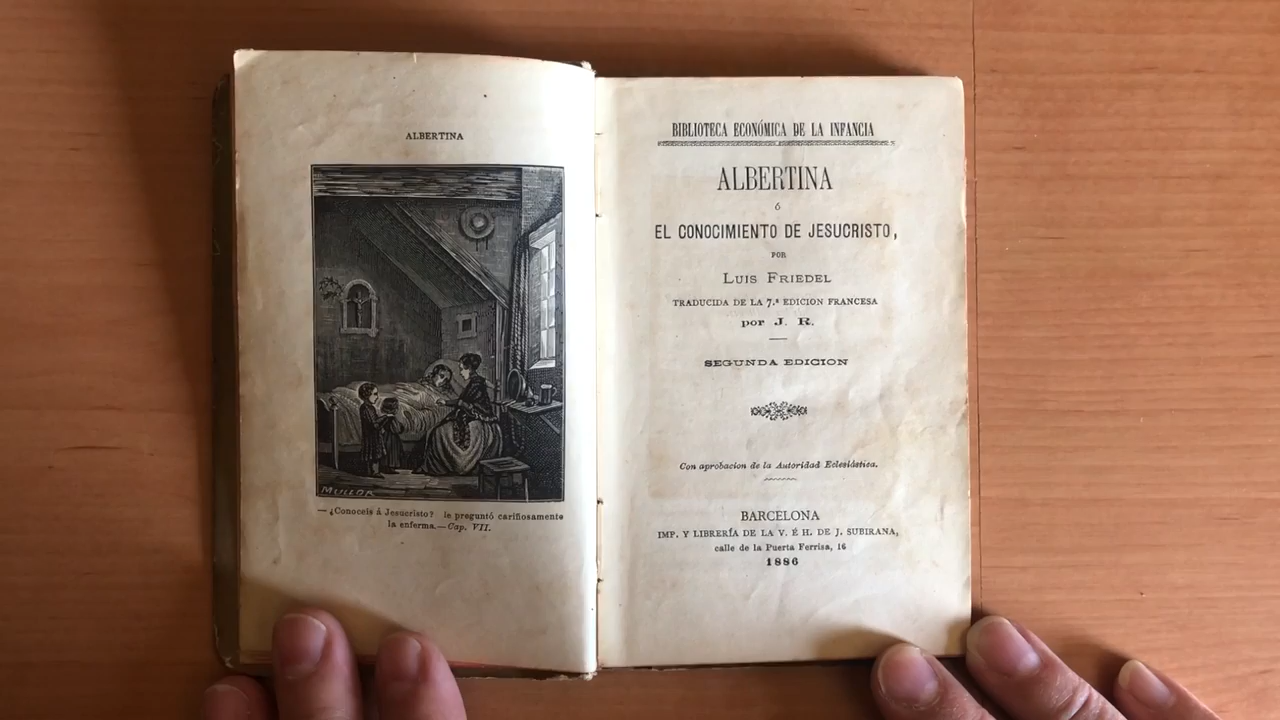 ALBERTINA
MULLOR
— ¿Conoceis á Jesucristo? le preguntó cariñosamente
la enferma.—Cap. VII.
BIBLIOTECA ECONÓMICA DE LA INFANCIA
ALBERTINA
ó
EL CONOCIMIENTO DE JESUCRISTO,
POR
LUIS FRIEDEL
TRADUCIDA DE LA 7.ª EDICION FRANCESA
por J. R.
SEGUNDA EDICION
Con aprobacion de la Autoridad Eclesiástica.
BARCELONA
IMP. Y LIBRERÍA DE LA V. É H. DE J. SUBIRANA,
calle de la Puerta Ferrisa, 16
1886